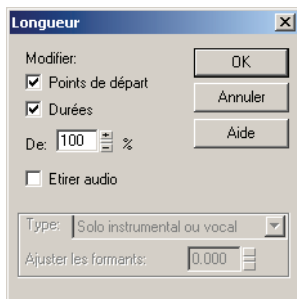 Longueur
Modifier:
Points de départ
Durées
De: 100 %
Etirer audio
OK
Annuler
Aide
Type: Solo instrumental ou vocal
Ajuster les formants: 0.000